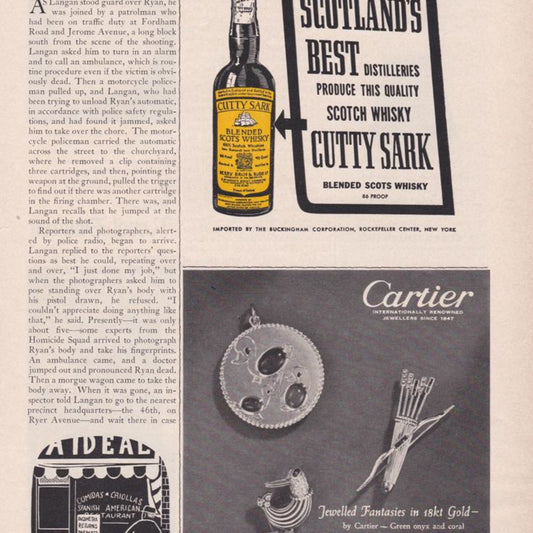 AS Langan stood guard over Ryan, he
was joined by a patrolman who
had been on traffic duty at Fordham
Road and Jerome Avenue, a long block
south from the scene of the shooting.
Langan asked him to turn in an alarm
and to call an ambulance, which is rou-
tine procedure even if the victim is obvi-
ously dead. Then a motorcycle police-
man pulled up, and Langan, who had
been trying to unload Ryan's automatic,
in accordance with police safety regula-
tions, and had found it jammed, asked
him to take over the chore. The motor-
cycle policeman carried the automatic
across the street to the churchyard,
where he removed a clip containing
three cartridges, and then, pointing the
weapon at the ground, pulled the trigger
to find out if there was another cartridge
in the firing chamber. There was, and
Langan recalls that he jumped at the
sound of the shot.
Reporters and photographers, alert-
ed by police radio, began to arrive.
Langan replied to the reporters' ques-
tions as best he could, repeating over
and over, "I just done my job," but
when the photographers asked him to
pose standing over Ryan's body with
his pistol drawn, he refused. "I
couldn't appreciate doing anything like
that," he said. Presently—it was only
about five—some experts from the
Homicide Squad arrived to photograph
Ryan's body and take his fingerprints.
An ambulance came, and a doctor
jumped out and pronounced Ryan dead.
Then a morgue wagon came to take the
body away. When it was gone, an in-
spector told Langan to go to the nearest
precinct headquarters—the 46th, on
Ryer Avenue—and wait there in case
A IDEAL
COMIDAS CRIOLLAS
SPANISH AMERICAN
RESTAURANT
INCOME TAX
RETURNS
CUTTY SARK
BLENDED
SCOTS WHISKY
SCOTLAND'S
BEST DISTILLERIES
PRODUCE THIS QUALITY
SCOTCH WHISKY
CUTTY SARK
BLENDED SCOTS WHISKY
86 PROOF
IMPORTED BY THE BUCKINGHAM CORPORATION, ROCKEFELLER CENTER, NEW YORK
Cartier
INTERNATIONALLY RENOWNED
JEWELLERS SINCE 1847
Jewelled Fantasies in 18kt Gold—
by Cartier — Green onyx and coral